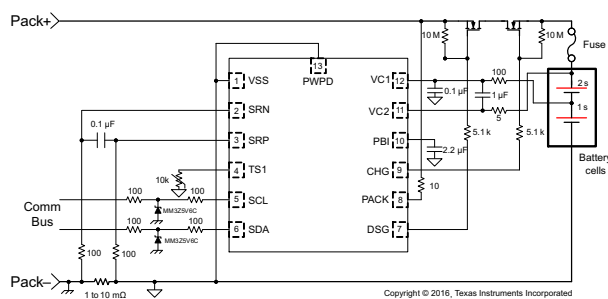 Pack+
10 M
10 M
Fuse
13
PWPD
1
VSS
VC1
12
100
0.1 µF
1 µF
2 s
2
SRN
VC2
11
5
1 s
0.1 µF
3
SRP
PBI
10
2.2 µF
5.1 k
5.1 k
Battery
cells
10k
4
TS1
CHG
9
Comm
Bus
100
100
5
SCL
PACK
8
10
MM3Z5V6C
100
100
6
SDA
DSG
7
MM3Z5V6C
100
100
Pack–
1 to 10 mΩ
Copyright © 2016, Texas Instruments Incorporated